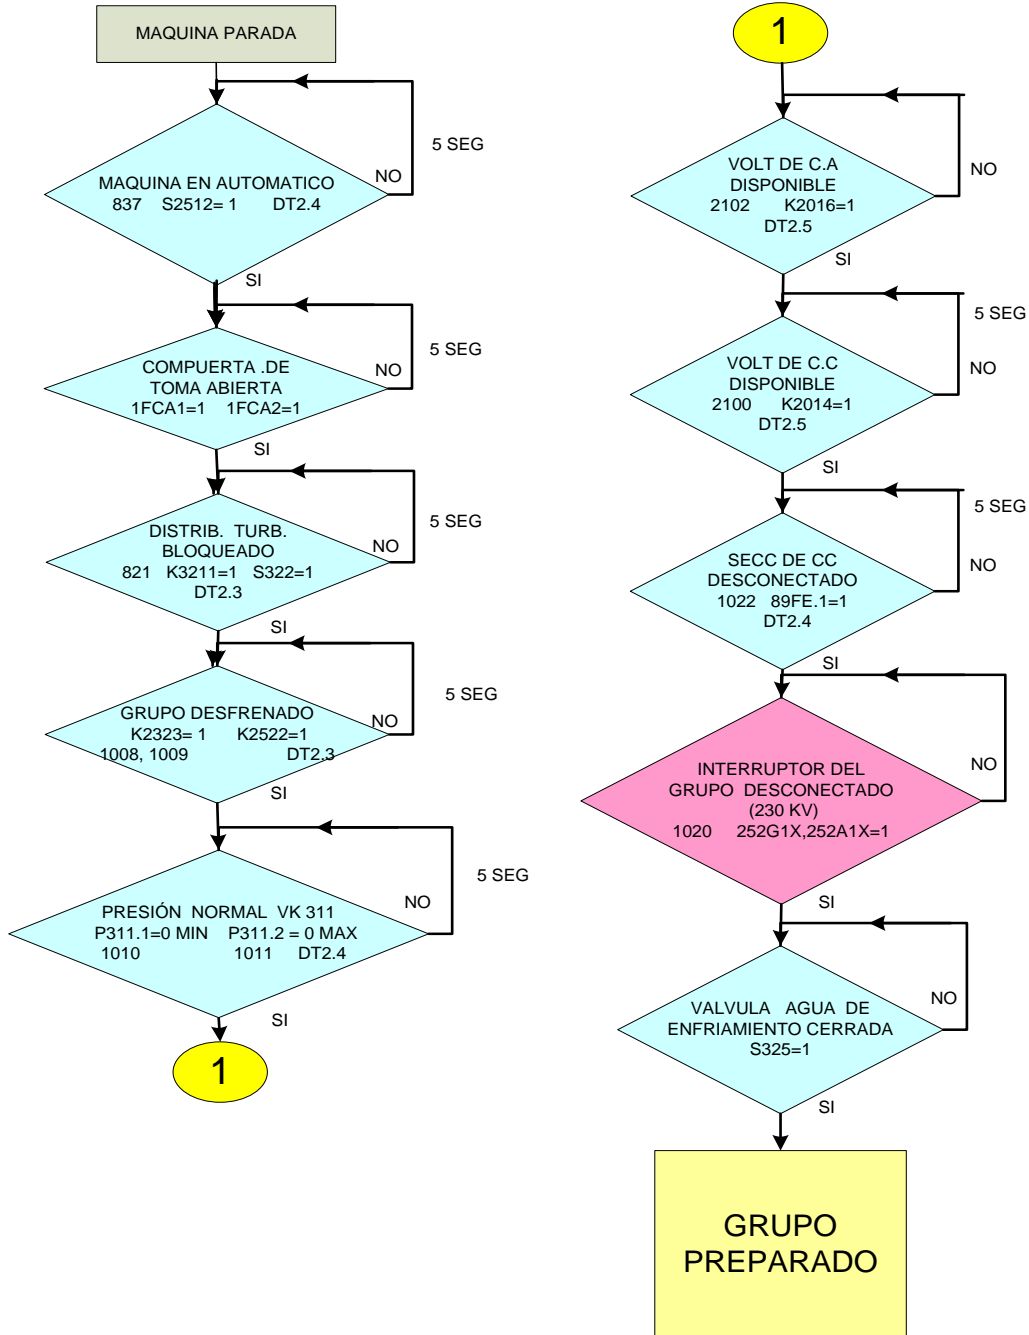 MAQUINA PARADA
5 SEG
NO
MAQUINA EN AUTOMATICO
837 S2512= 1 DT2.4
SI
5 SEG
NO
COMPUERTA .DE
TOMA ABIERTA
1FCA1=1 1FCA2=1
SI
5 SEG
NO
DISTRIB. TURB.
BLOQUEADO
821 K3211=1 S322=1
DT2.3
SI
5 SEG
NO
GRUPO DESFRENADO
K2323= 1 K2522=1
1008, 1009 DT2.3
SI
5 SEG
NO
PRESIÓN NORMAL VK 311
P311.1=0 MIN P311.2 = 0 MAX
1010 1011 DT2.4
SI
1
1
NO
VOLT DE C.A
DISPONIBLE
2102 K2016=1
DT2.5
SI
5 SEG
NO
VOLT DE C.C
DISPONIBLE
2100 K2014=1
DT2.5
SI
5 SEG
NO
SECC DE CC
DESCONECTADO
1022 89FE.1=1
DT2.4
SI
NO
INTERRUPTOR DEL
GRUPO DESCONECTADO
(230 KV)
1020 252G1X,252A1X=1
SI
NO
VALVULA AGUA DE
ENFRIAMIENTO CERRADA
S325=1
SI
GRUPO
PREPARADO